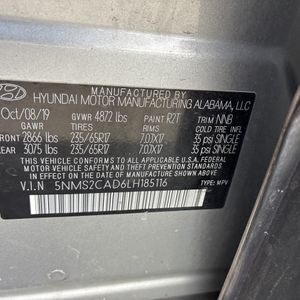 MANUFACTURED BY
HYUNDAI MOTOR MANUFACTURING ALABAMA, LLC
Oct/08/19 GVWR 4872 lbs PAINT R2T TRIM NNB
GAWR TIRES RIMS COLD
FRONT 2866 lbs 235/65R17 7.0JX17 35 psi SINGLE
REAR 3075 lbs 235/65R17 7.0JX17 35 psi SINGLE
THIS VEHICLE CONFORMS TO ALL APPLICABLE U.S. FEDERAL MOTOR VEHICLE SAFETY, BUMPER, AND THEFT PREVENTION STANDARDS IN EFFECT ON THE DATE OF MANUFACTURE SHOWN ABOVE.
V.I.N 5NMS2CAD6LH185116 TYPE: MPV